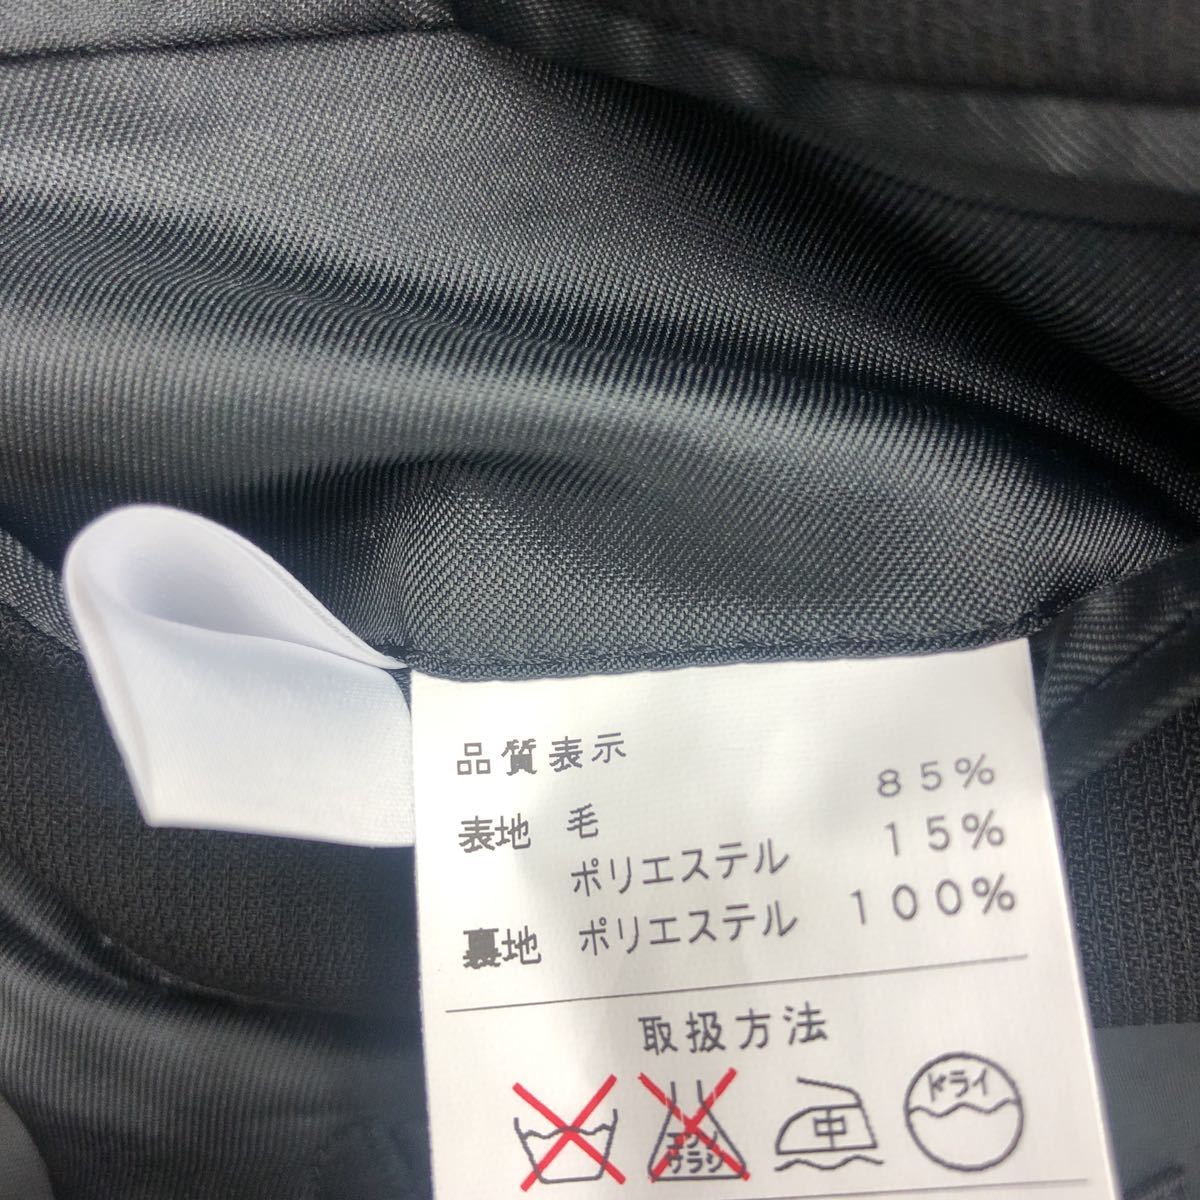 品質表示
表地 毛 85%
ポリエステル 15%
裏地 ポリエステル 100%
取扱方法
エンソ
サラシ
中
ドライ